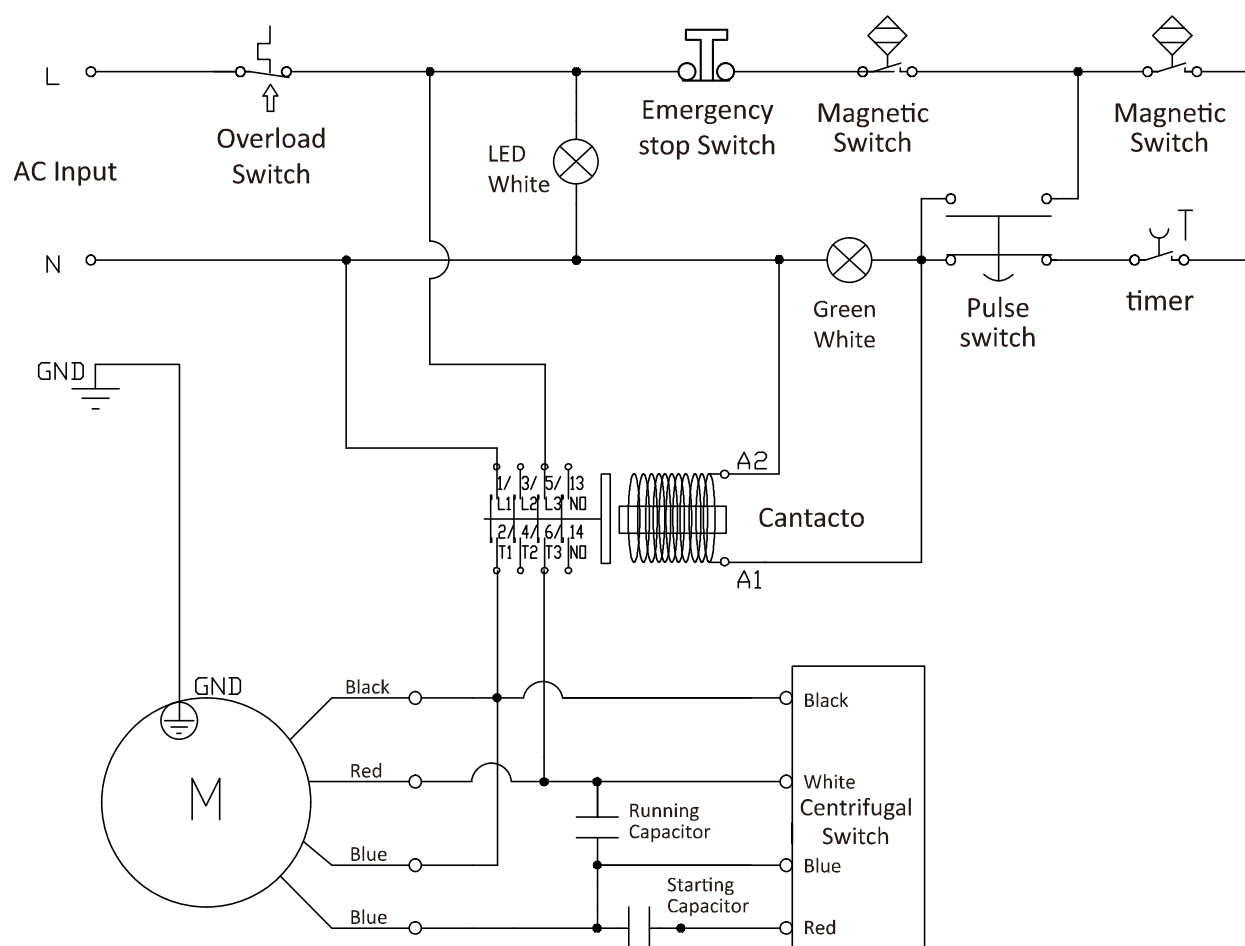 L
Overload
Switch
AC Input
LED
White
Emergency
stop Switch
Magnetic
Switch
Magnetic
Switch
N
Green
White
Pulse
switch
T
timer
GND
A2
1/ 3/ 5/ 13
L1 L2 L3 NO
2/ 4/ 6/ 14
T1 T2 T3 NO
Cantacto
A1
GND
M
Black
Red
Blue
Blue
Running
Capacitor
Starting
Capacitor
Black
White
Centrifugal
Switch
Blue
Red